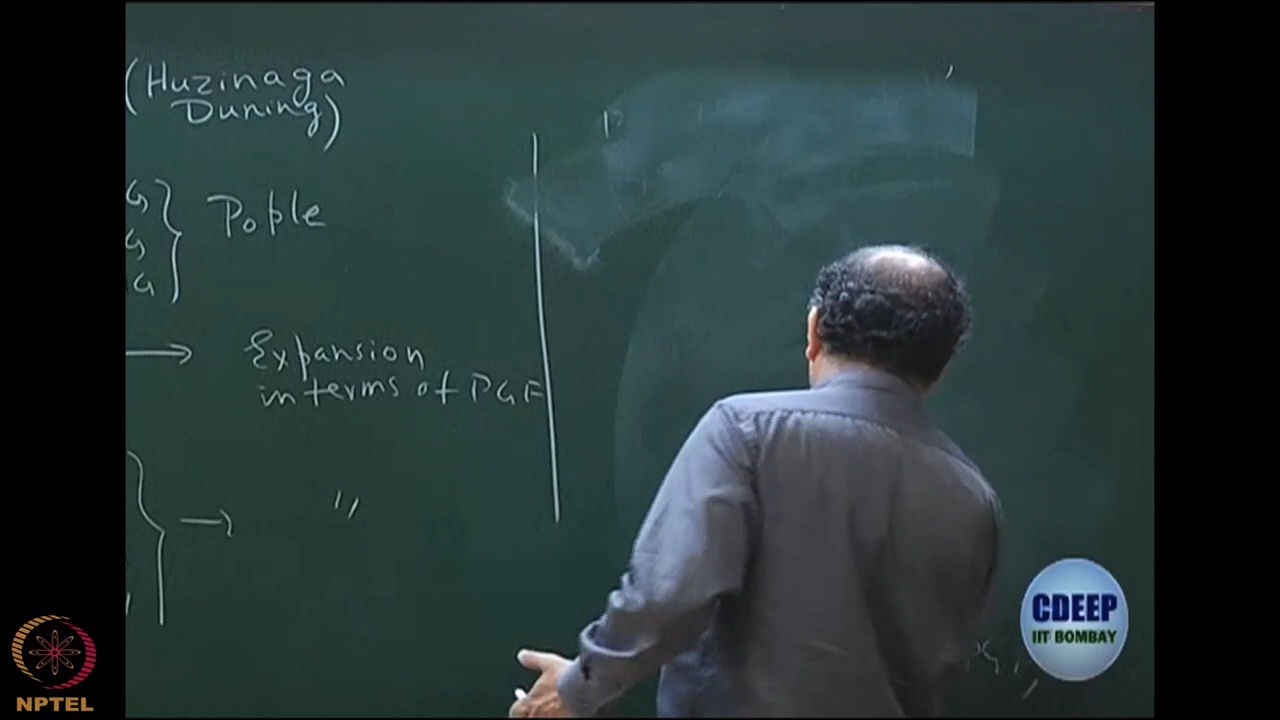 (Huzinaga
Duning)
G
G
G } Pople
→ Expansion
in terms of PGF
} → "
CDEEP
IIT BOMBAY
NPTEL